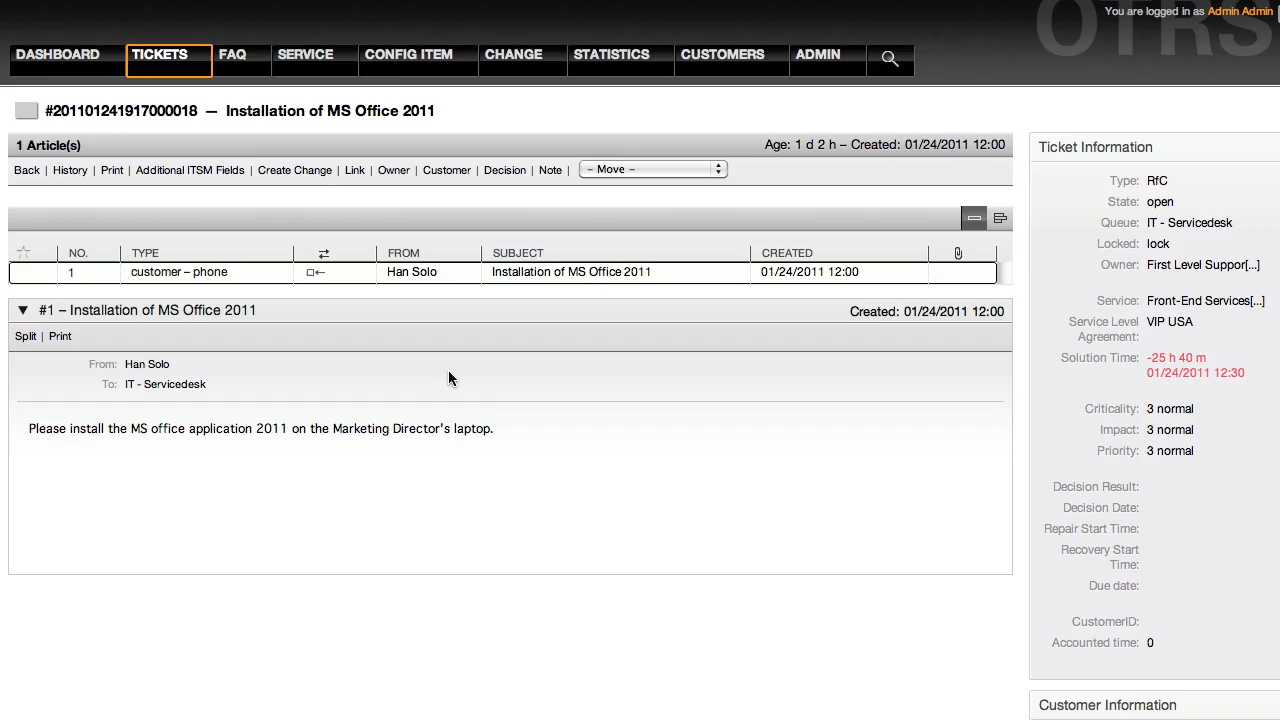 You are logged in as Admin Admin
OTRS
DASHBOARD TICKETS FAQ SERVICE CONFIG ITEM CHANGE STATISTICS CUSTOMERS ADMIN
#201101241917000018 — Installation of MS Office 2011
1 Article(s) Age: 1 d 2 h – Created: 01/24/2011 12:00
Back | History | Print | Additional ITSM Fields | Create Change | Link | Owner | Customer | Decision | Note | – Move –
NO. TYPE FROM SUBJECT CREATED
1 customer – phone Han Solo Installation of MS Office 2011 01/24/2011 12:00
#1 – Installation of MS Office 2011 Created: 01/24/2011 12:00
Split | Print
From: Han Solo
To: IT - Servicedesk
Please install the MS office application 2011 on the Marketing Director's laptop.
Ticket Information
Type: RfC
State: open
Queue: IT - Servicedesk
Locked: lock
Owner: First Level Suppor[...]
Service: Front-End Services[...]
Service Level VIP USA
Agreement:
Solution Time: -25 h 40 m
01/24/2011 12:30
Criticality: 3 normal
Impact: 3 normal
Priority: 3 normal
Decision Result:
Decision Date:
Repair Start Time:
Recovery Start
Time:
Due date:
CustomerID:
Accounted time: 0
Customer Information